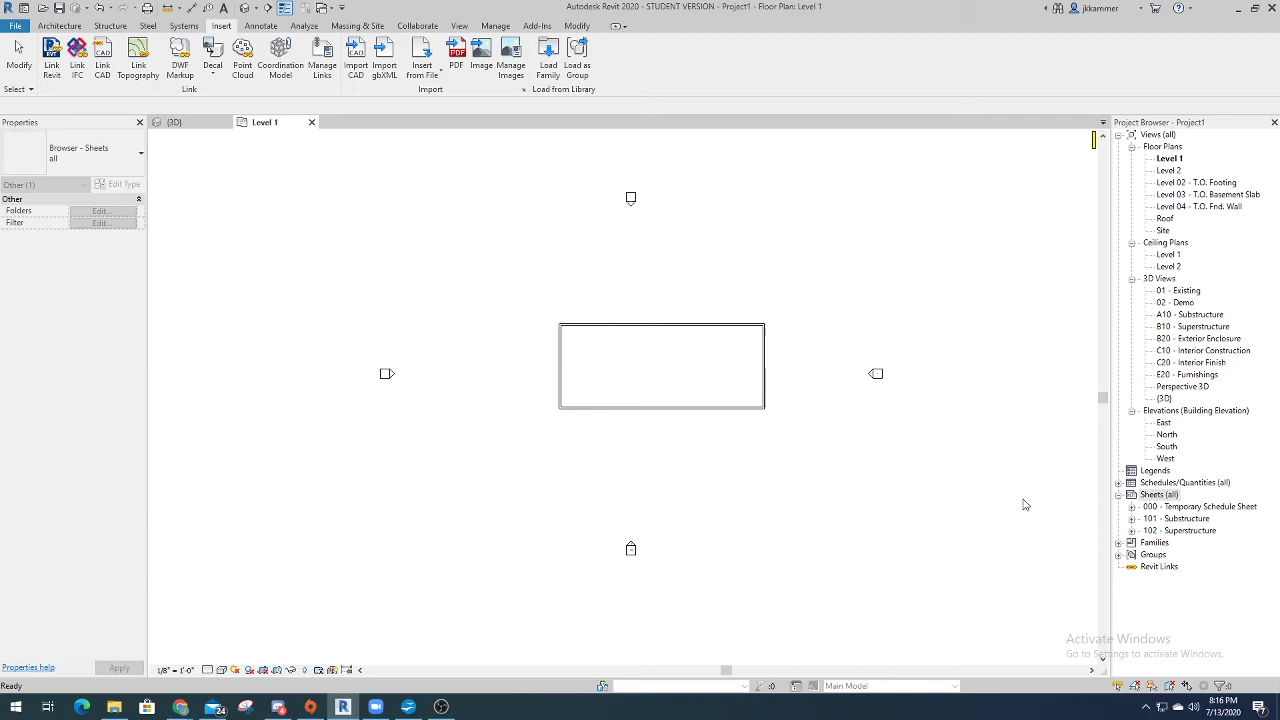 Autodesk Revit 2020 - STUDENT VERSION - Project1 - Floor Plan: Level 1
jkkammer
File Architecture Structure Steel Systems Insert Annotate Analyze Massing & Site Collaborate View Manage Add-Ins Modify
Modify Link Revit Link IFC Link CAD Link Topography DWF Markup Decal Point Cloud Coordination Model Manage Links Import CAD Import gbXML Insert from File PDF Image Manage Images Load Family Load as Group
Select Link Import Load from Library
Properties
{3D}
Level 1
Project Browser - Project1
Browser - Sheets
all
Other (1)
Edit Type
Other
Folders Edit...
Filter Edit...
Views (all)
Floor Plans
Level 1
Level 2
Level 02 - T.O. Footing
Level 03 - T.O. Basement Slab
Level 04 - T.O. Fnd. Wall
Roof
Site
Ceiling Plans
Level 1
Level 2
3D Views
01 - Existing
02 - Demo
A10 - Substructure
B10 - Superstructure
B20 - Exterior Enclosure
C10 - Interior Construction
C20 - Interior Finish
E20 - Furnishings
Perspective 3D
{3D}
Elevations (Building Elevation)
East
North
South
West
Legends
Schedules/Quantities (all)
Sheets (all)
000 - Temporary Schedule Sheet
101 - Substructure
102 - Superstructure
Families
Groups
Revit Links
Activate Windows
Go to Settings to activate Windows.
Properties help
Apply
1/8" = 1'-0"
Ready
:0
Main Model
:0
24
8:16 PM
7/13/2020